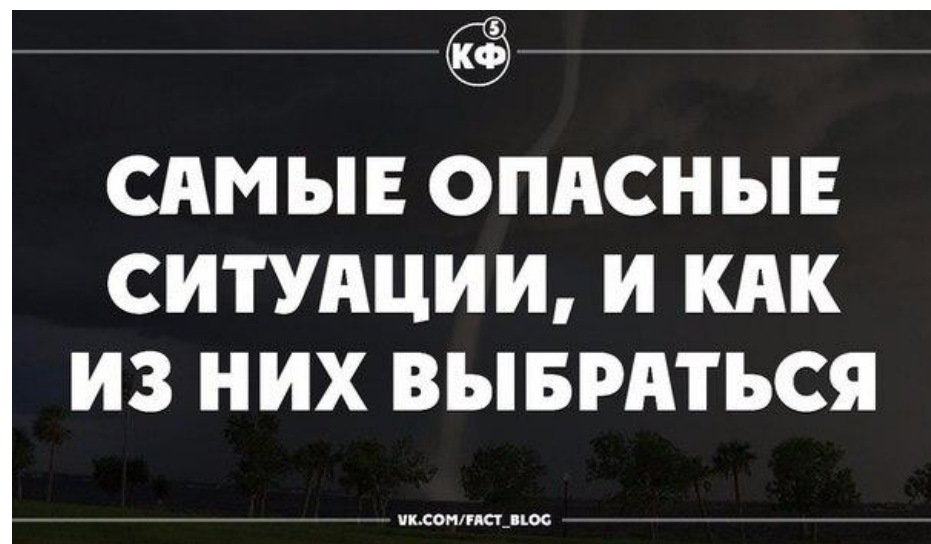 5
КФ
САМЫЕ ОПАСНЫЕ
СИТУАЦИИ, И КАК
ИЗ НИХ ВЫБРАТЬСЯ
VK.COM/FACT_BLOG